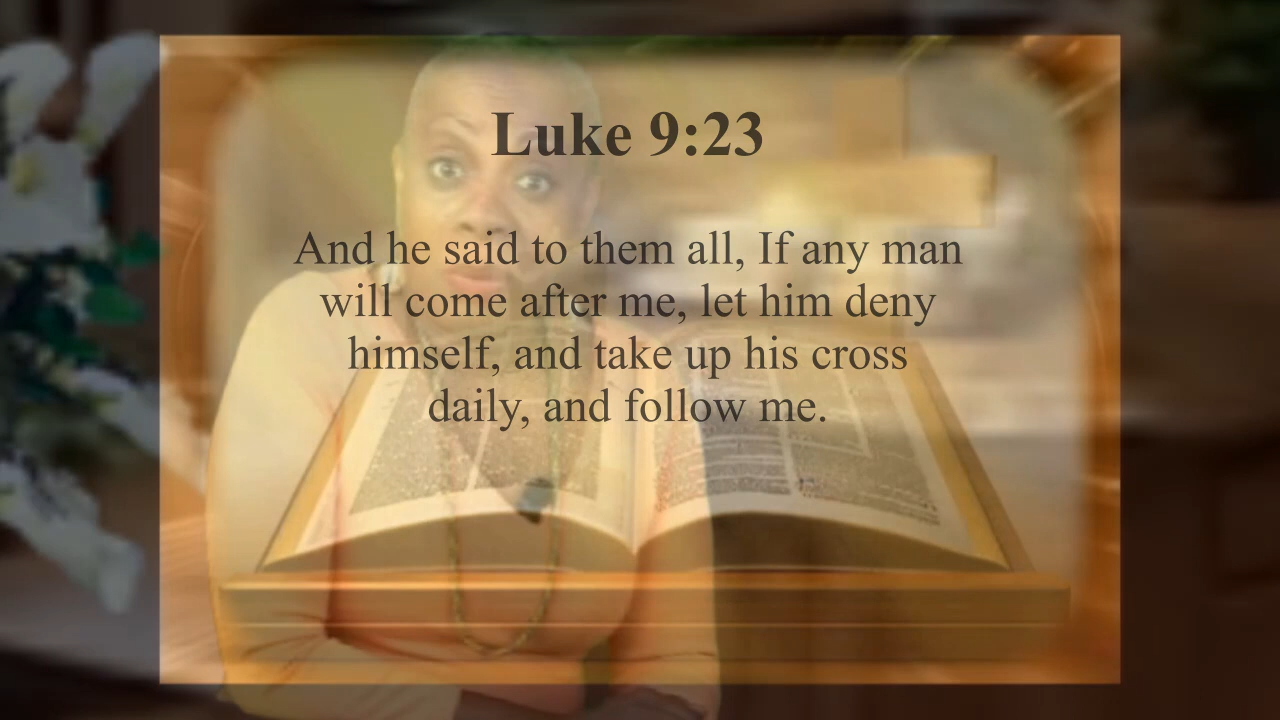 Luke 9:23
And he said to them all, If any man
will come after me, let him deny
himself, and take up his cross
daily, and follow me.